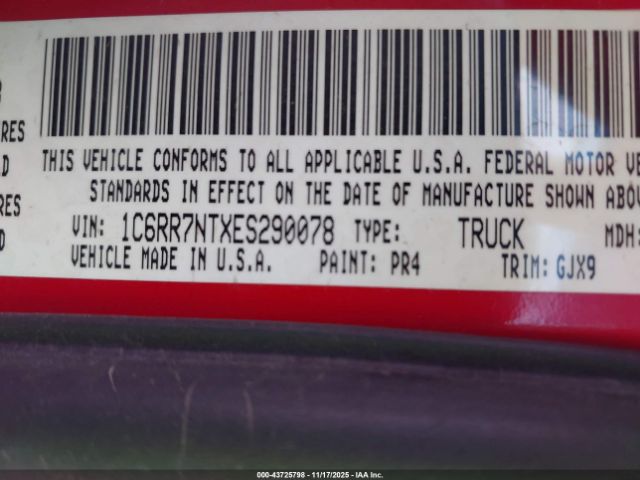 RES
D
THIS VEHICLE CONFORMS TO ALL APPLICABLE U.S.A. FEDERAL MOTOR VE
STANDARDS IN EFFECT ON THE DATE OF MANUFACTURE SHOWN ABO
RES
D
VIN: 1C6RR7NTXES290078 TYPE: TRUCK MDH:
VEHICLE MADE IN U.S.A. PAINT: PR4 TRIM: GJX9
000-43725798 - 11/17/2025 - IAA Inc.